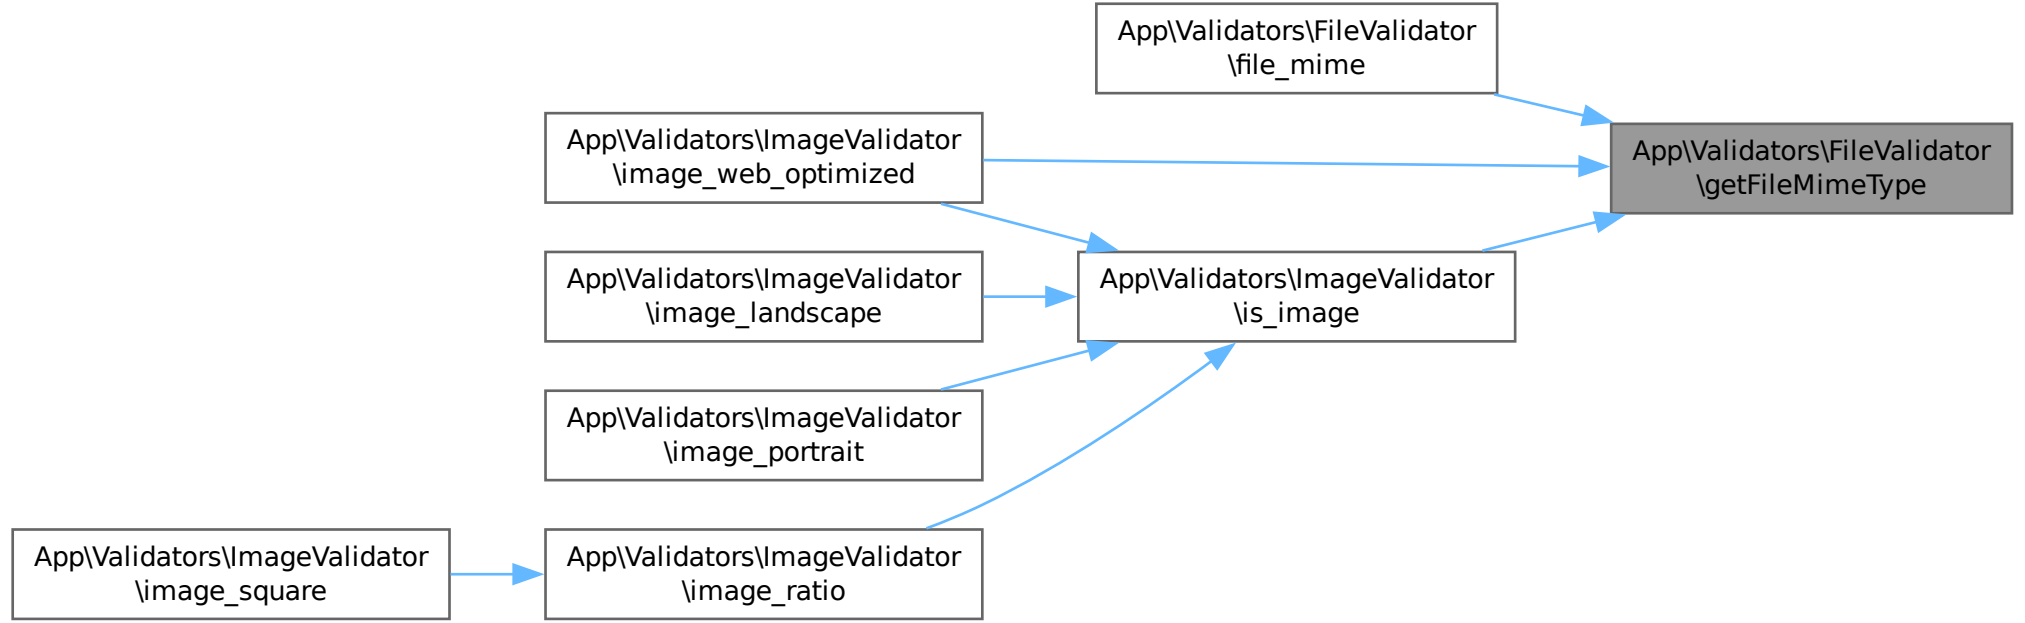 App\Validators\FileValidator
\file_mime
App\Validators\ImageValidator
\image_web_optimized
App\Validators\FileValidator
\getFileMimeType
App\Validators\ImageValidator
\image_landscape
App\Validators\ImageValidator
\is_image
App\Validators\ImageValidator
\image_portrait
App\Validators\ImageValidator
\image_square
App\Validators\ImageValidator
\image_ratio